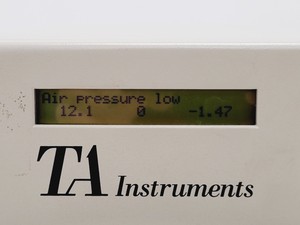 Air pressure low
12.1 0 -1.47
TA Instruments